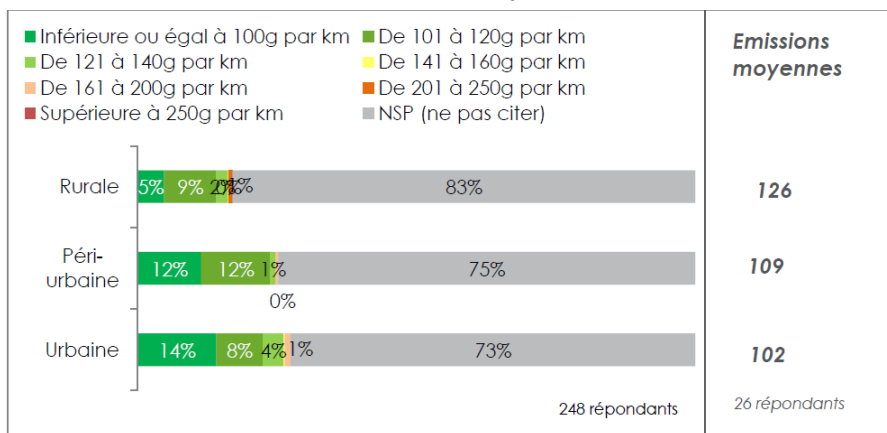 Inférieure ou égal à 100g par km De 101 à 120g par km
De 121 à 140g par km De 141 à 160g par km
De 161 à 200g par km De 201 à 250g par km
Supérieure à 250g par km NSP (ne pas citer)
Emissions
moyennes
Rurale 5% 9% 2% 0% 1% 83% 126
Péri-
urbaine 12% 12% 1% 75% 109
0%
Urbaine 14% 8% 4% 1% 73% 102
248 répondants 26 répondants